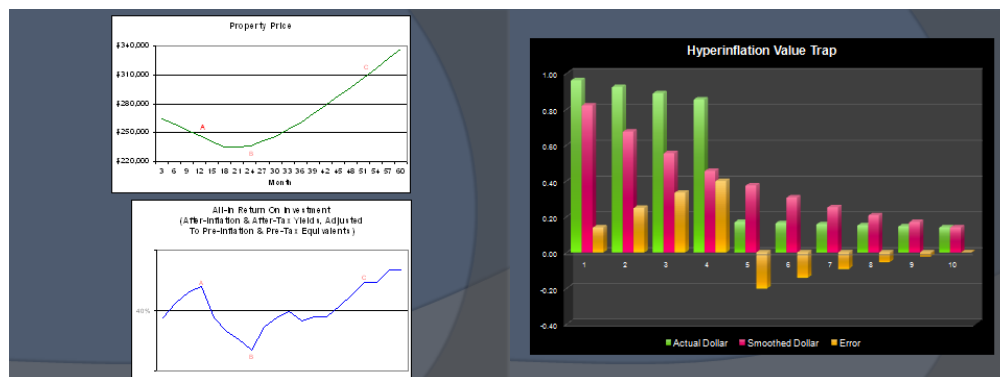 Property Price
$340,000
$310,000
$280,000
$250,000
$220,000
A
B
C
3 6 9 12 15 18 21 24 27 30 33 36 39 42 45 48 51 54 57 60
Month
All-In Return On Investment
(After-Inflation & After-Tax Yields, Adjusted
To Pre-Inflation & Pre-Tax Equivalents)
40%
A
B
C
Hyperinflation Value Trap
1.00
0.80
0.60
0.40
0.20
0.00
-0.20
-0.40
1 2 3 4 5 6 7 8 9 10
Actual Dollar Smoothed Dollar Error